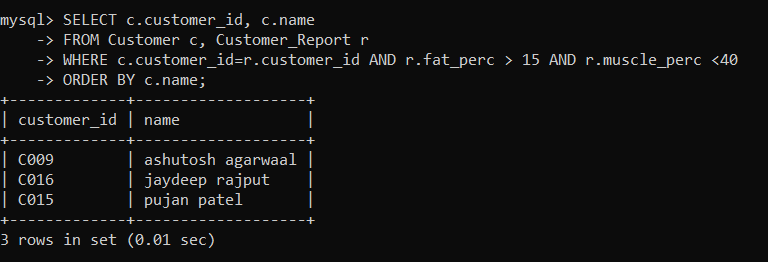 mysql> SELECT c.customer_id, c.name
    -> FROM Customer c, Customer_Report r
    -> WHERE c.customer_id=r.customer_id AND r.fat_perc > 15 AND r.muscle_perc <40
    -> ORDER BY c.name;
+-------------+-------------------+
| customer_id | name              |
+-------------+-------------------+
| C009        | ashutosh agarwaal |
| C016        | jaydeep rajput    |
| C015        | pujan patel       |
+-------------+-------------------+
3 rows in set (0.01 sec)